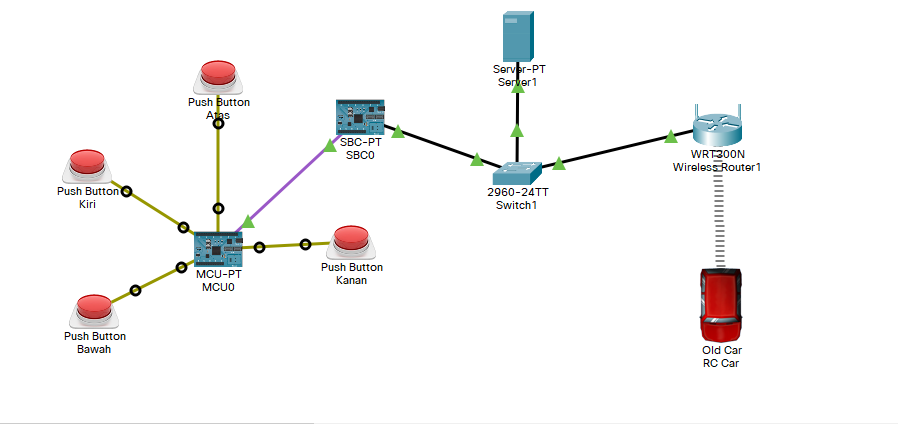 Server-PT
Server1
Push Button
Atas
SBC-PT
SBC0
WRT300N
Wireless Router1
Push Button
Kiri
2960-24TT
Switch1
Push Button
Kanan
MCU-PT
MCU0
Push Button
Bawah
Old Car
RC Car